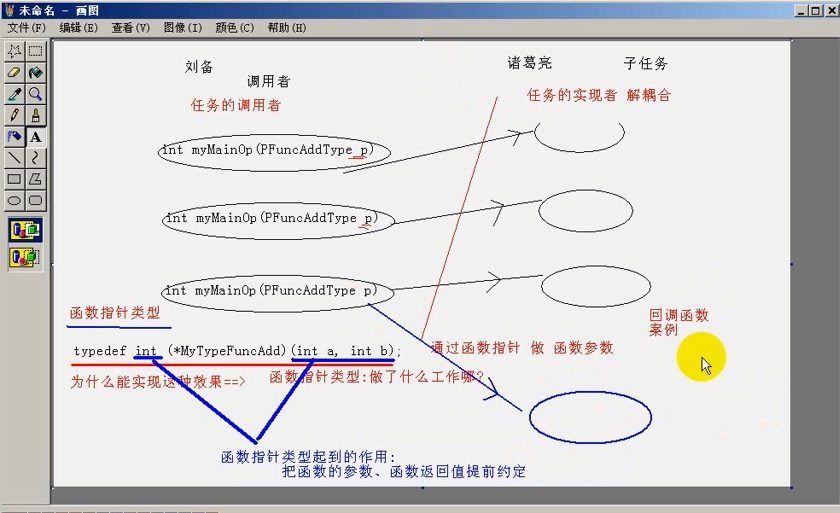 未命名 - 画图
文件(F) 编辑(E) 查看(V) 图像(I) 颜色(C) 帮助(H)
A
刘备
诸葛亮 子任务
调用者
任务的调用者
任务的实现者 解耦合
int myMainOp(PFuncAddType p)
int myMainOp(PFuncAddType p)
int myMainOp(PFuncAddType p)
函数指针类型
回调函数
案例
typedef int (*MyTypeFuncAdd)(int a, int b);
通过函数指针 做 函数参数
为什么能实现这种效果==>
函数指针类型:做了什么工作哪?
函数指针类型起到的作用:
把函数的参数、函数返回值提前约定